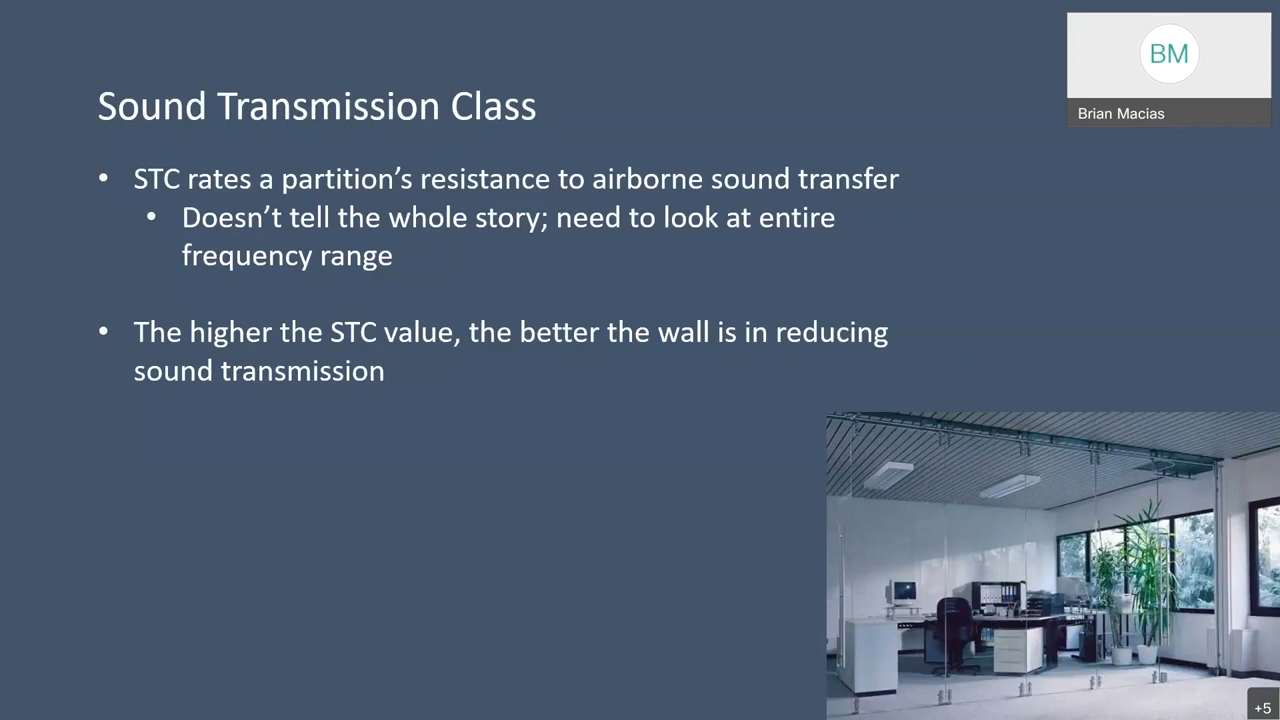 BM
Brian Macias
Sound Transmission Class
• STC rates a partition’s resistance to airborne sound transfer
• Doesn’t tell the whole story; need to look at entire
frequency range
• The higher the STC value, the better the wall is in reducing
sound transmission
+5